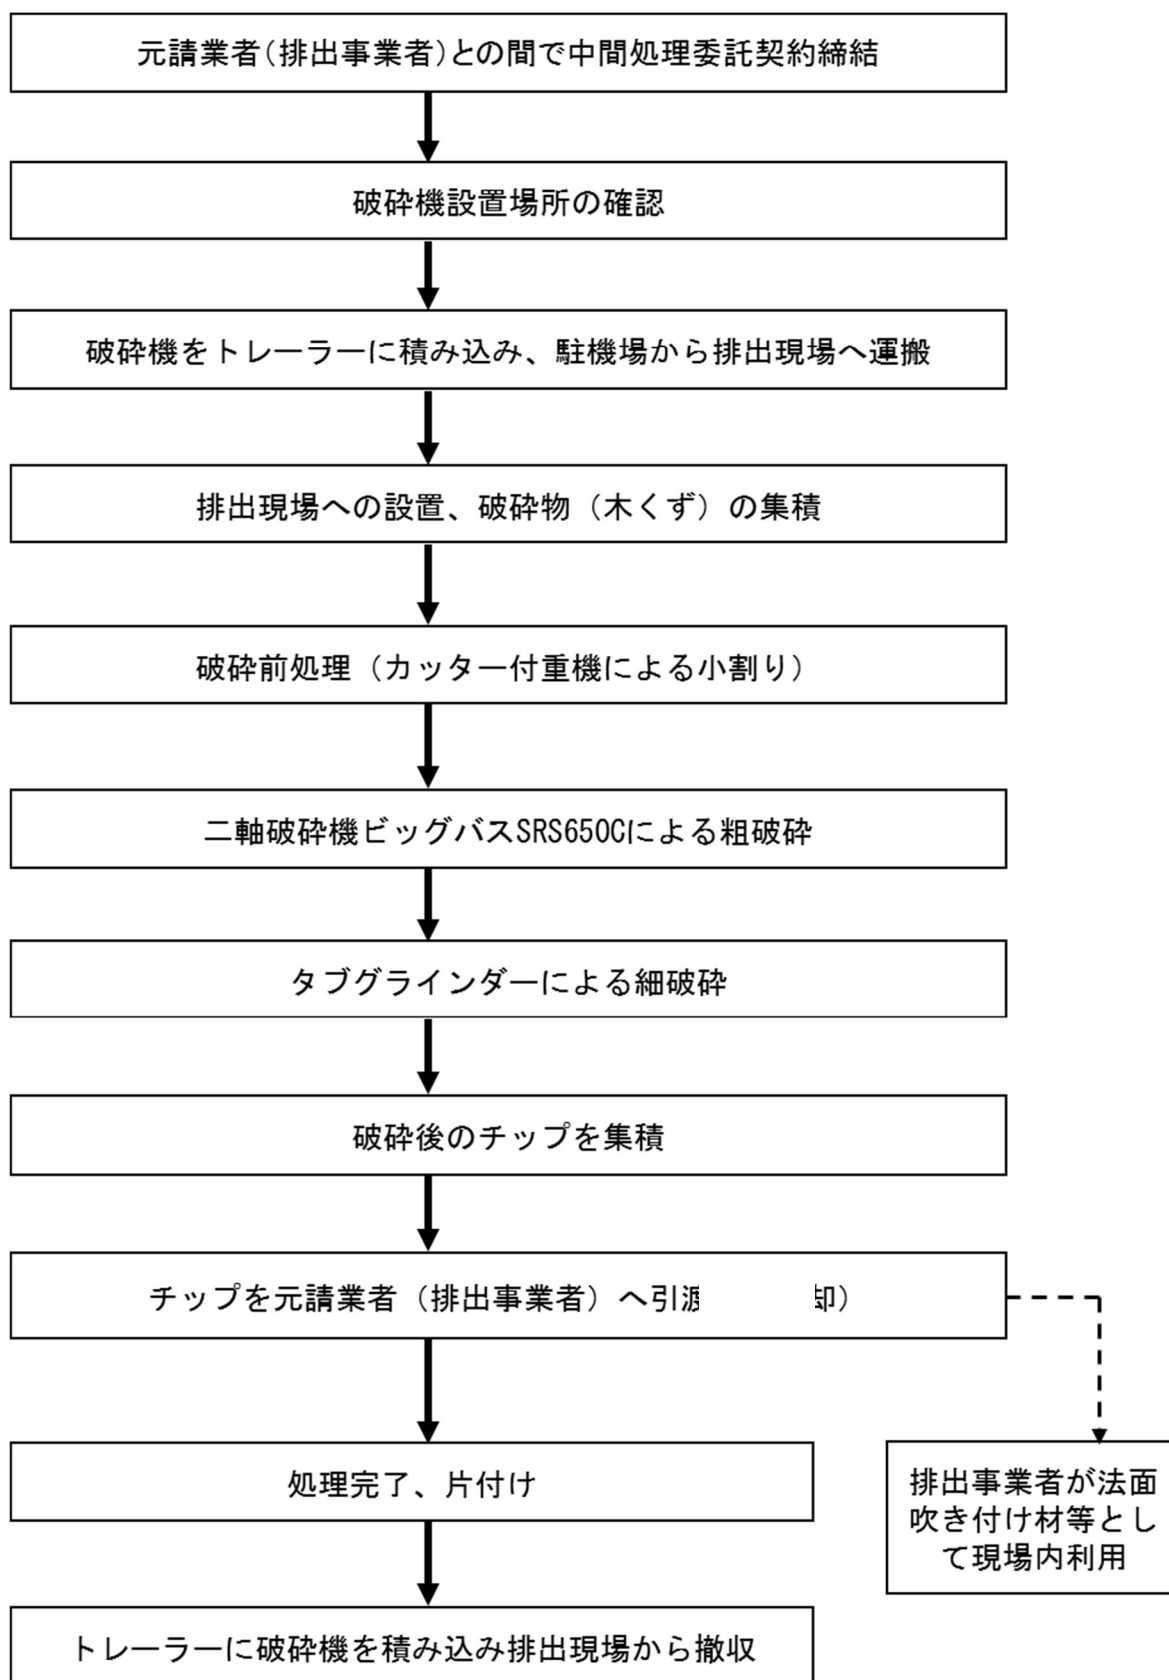 元請業者(排出事業者)との間で中間処理委託契約締結
破砕機設置場所の確認
破砕機をトレーラーに積み込み、駐機場から排出現場へ運搬
排出現場への設置、破砕物（木くず）の集積
破砕前処理（カッター付重機による小割り）
二軸破砕機ビッグバスSRS650Cによる粗破砕
タブグラインダーによる細破砕
破砕後のチップを集積
チップを元請業者（排出事業者）へ引渡 却）
処理完了、片付け
排出事業者が法面
吹き付け材等とし
て現場内利用
トレーラーに破砕機を積み込み排出現場から撤収